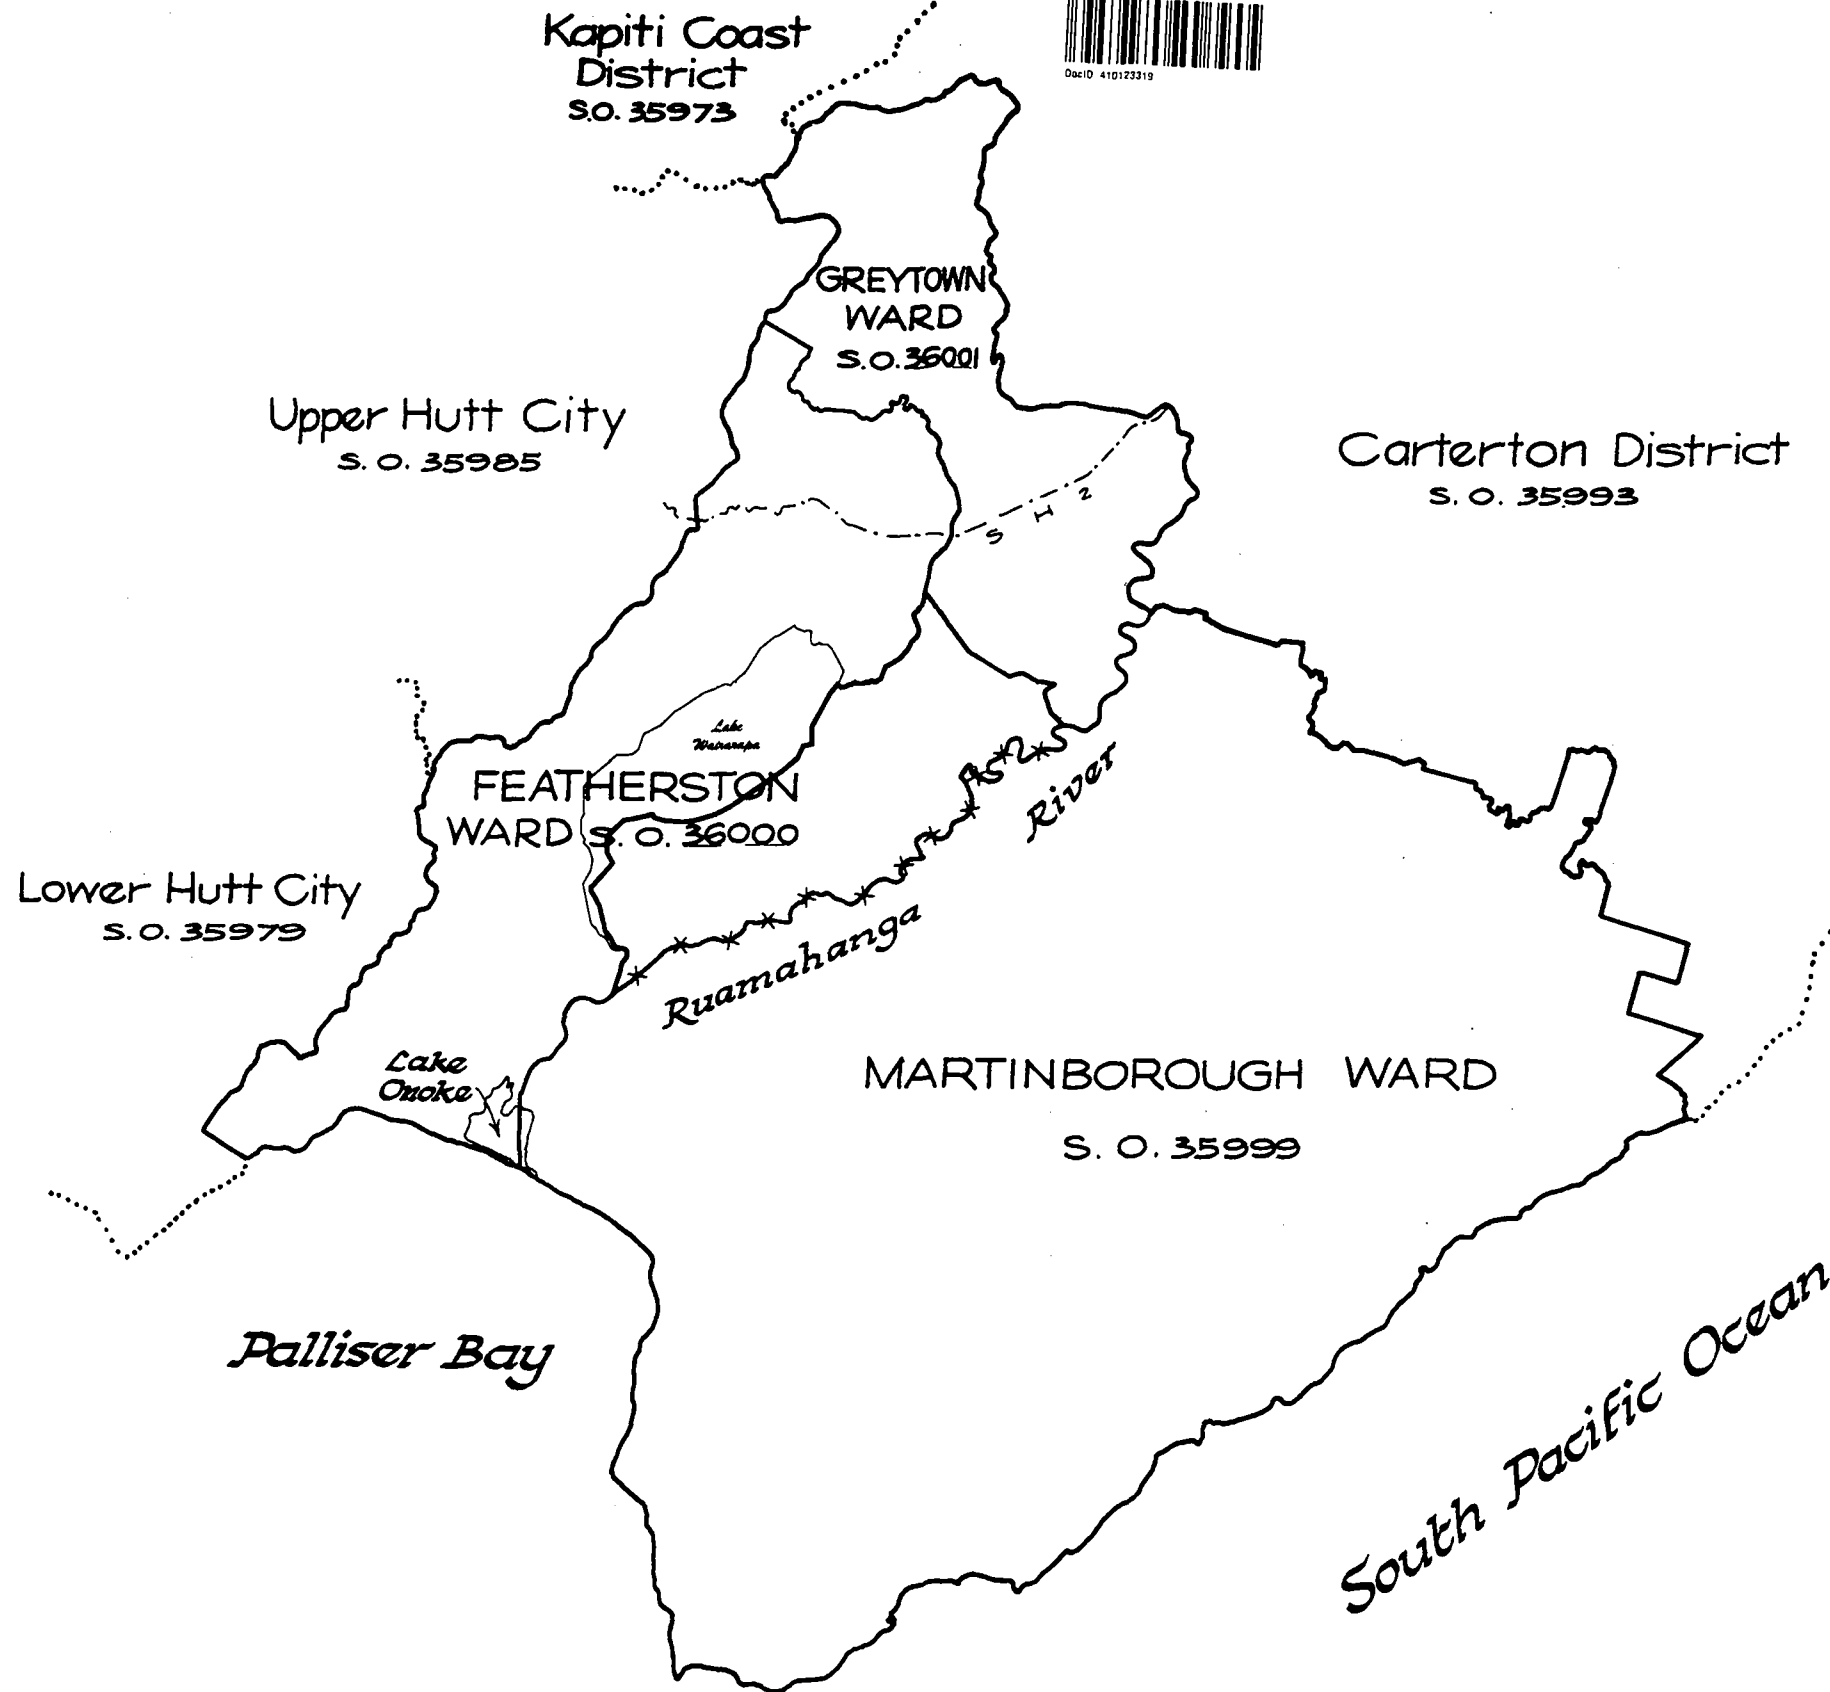 Kapiti Coast
District
S.O. 35973
DocID 410123319
GREYTOWN
WARD
S.O. 36001
Upper Hutt City
S. O. 35985
Carterton District
S. O. 35993
S H 2
Lake
Wairarapa
FEATHERSTON
WARD S. O. 36000
River
Lower Hutt City
S. O. 35979
Ruamahanga
Lake
Onoke
MARTINBOROUGH WARD
S. O. 35999
Palliser Bay
South Pacific Ocean